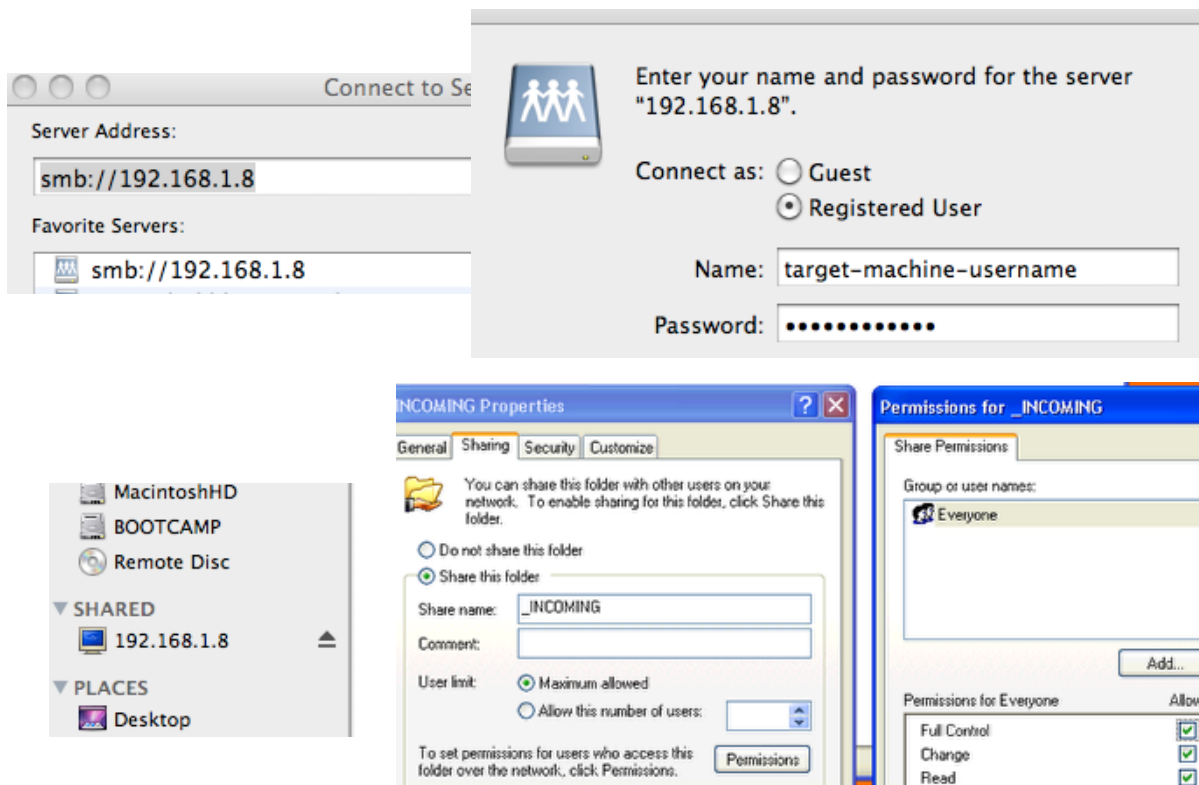 Connect to Se
Server Address:
smb://192.168.1.8
Favorite Servers:
smb://192.168.1.8
Enter your name and password for the server
“192.168.1.8”.
Connect as: Guest
Registered User
Name: target-machine-username
Password: ••••••••••••
MacintoshHD
BOOTCAMP
Remote Disc
SHARED
192.168.1.8
PLACES
Desktop
INCOMING Properties
General Sharing Security Customize
You can share this folder with other users on your
network. To enable sharing for this folder, click Share this
folder.
Do not share this folder
Share this folder
Share name: _INCOMING
Comment:
User limit: Maximum allowed
Allow this number of users:
To set permissions for users who access this
folder over the network, click Permissions.
Permissions
Permissions for _INCOMING
Share Permissions
Group or user names:
Everyone
Add...
Permissions for Everyone Allow
Full Control
Change
Read